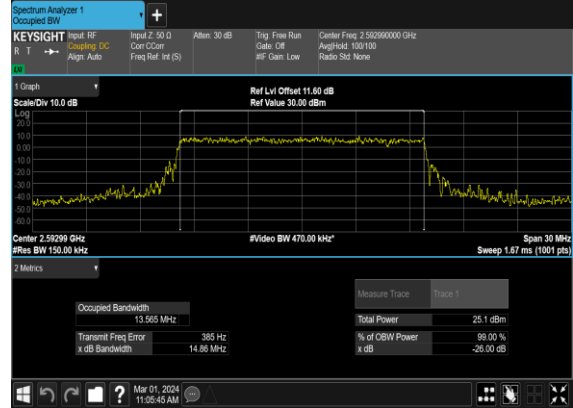 Spectrum Analyzer 1
Occupied BW
KEYSIGHT
R T
LM
Input: RF
Coupling: DC
Align: Auto
Input Z: 50 Ω
Corr CCorr
Freq Ref: Int (S)
Atten: 30 dB
Trig: Free Run
Gate: Off
#IF Gain: Low
Center Freq: 2.592990000 GHz
Avg|Hold: 100/100
Radio Std: None
1 Graph
Scale/Div 10.0 dB
Ref Lvl Offset 11.60 dB
Ref Value 30.00 dBm
Log
20.0
10.0
0.00
-10.0
-20.0
-30.0
-40.0
-50.0
-60.0
Center 2.59299 GHz
#Res BW 150.00 kHz
#Video BW 470.00 kHz*
Span 30 MHz
Sweep 1.67 ms (1001 pts)
2 Metrics
Measure Trace Trace 1
Occupied Bandwidth
13.565 MHz
Total Power 25.1 dBm
Transmit Freq Error 385 Hz
x dB Bandwidth 14.86 MHz
% of OBW Power 99.00 %
x dB -26.00 dB
?
Mar 01, 2024
11:05:45 AM